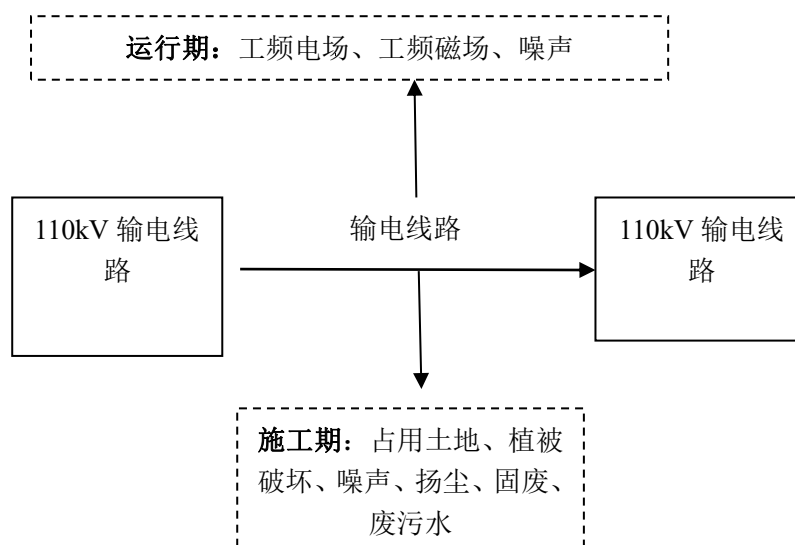 运行期：工频电场、工频磁场、噪声
110kV 输电线
路
输电线路
110kV 输电线
路
施工期：占用土地、植被
破坏、噪声、扬尘、固废、
废污水